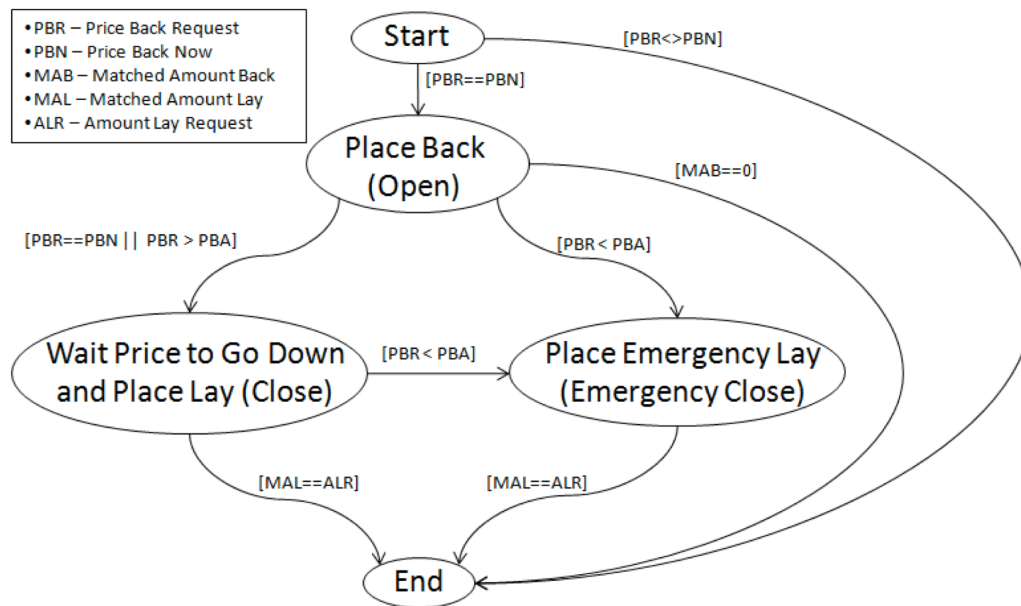 •PBR – Price Back Request
•PBN – Price Back Now
•MAB – Matched Amount Back
•MAL – Matched Amount Lay
•ALR – Amount Lay Request
Start
[PBR<>PBN]
[PBR==PBN]
Place Back
(Open)
[MAB==0]
[PBR==PBN || PBR > PBA]
[PBR< PBA]
Wait Price to Go Down
and Place Lay (Close)
[PBR< PBA]
Place Emergency Lay
(Emergency Close)
[MAL==ALR]
[MAL==ALR]
End